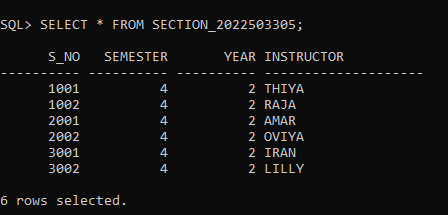 SQL> SELECT * FROM SECTION_2022503305;
S_NO SEMESTER YEAR INSTRUCTOR
---------- ---------- ---------- --------------------
1001 4 2 THIYA
1002 4 2 RAJA
2001 4 2 AMAR
2002 4 2 OVIYA
3001 4 2 IRAN
3002 4 2 LILLY
6 rows selected.